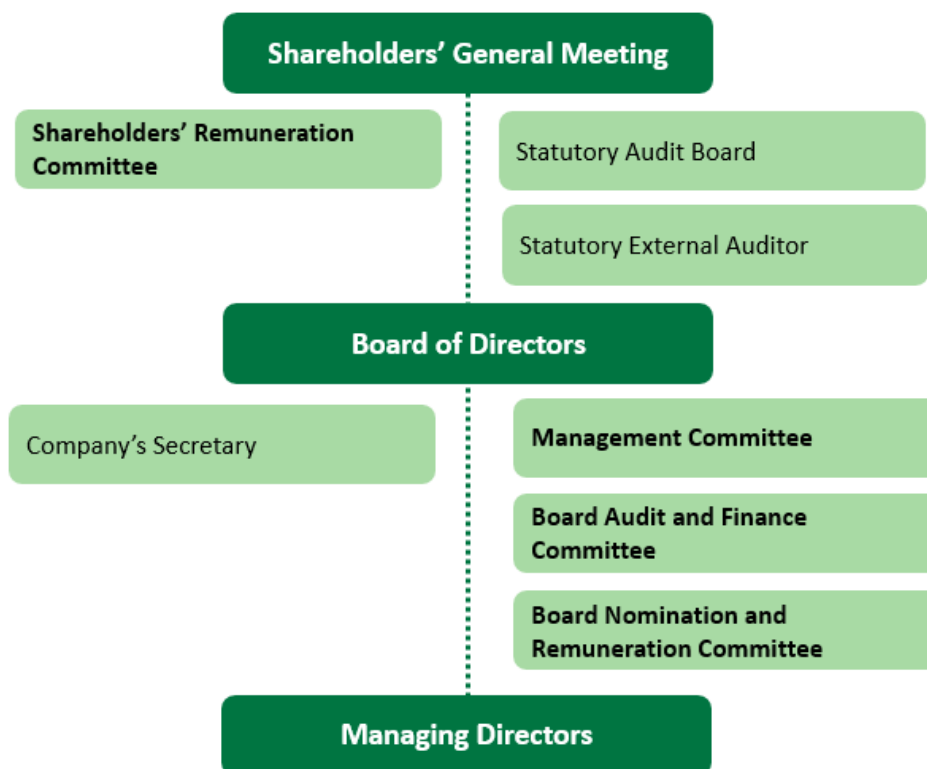 Shareholders’ General Meeting
Shareholders’ Remuneration
Committee
Statutory Audit Board
Statutory External Auditor
Board of Directors
Company’s Secretary
Management Committee
Board Audit and Finance
Committee
Board Nomination and
Remuneration Committee
Managing Directors